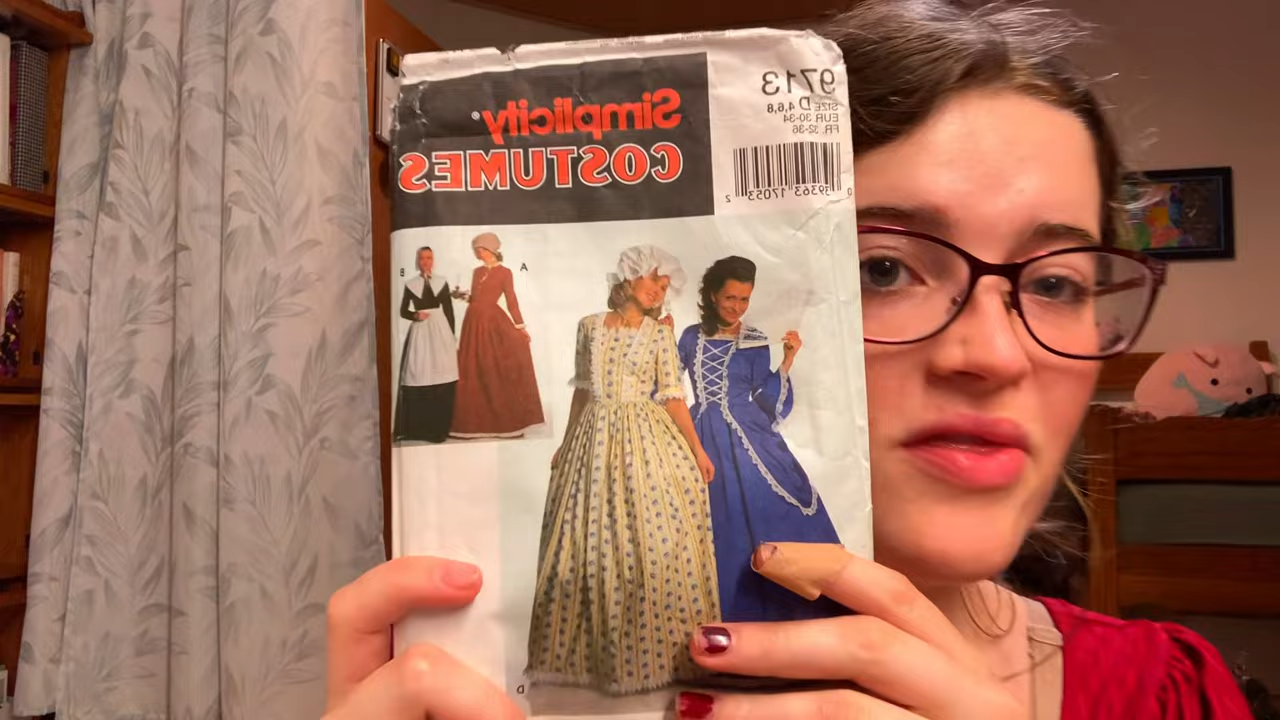 Simplicity®
COSTUMES
9713
SIZE D 4,6,8
EUR. 30-34
FR. 32-36
0 39363 17053 2
A
B
D